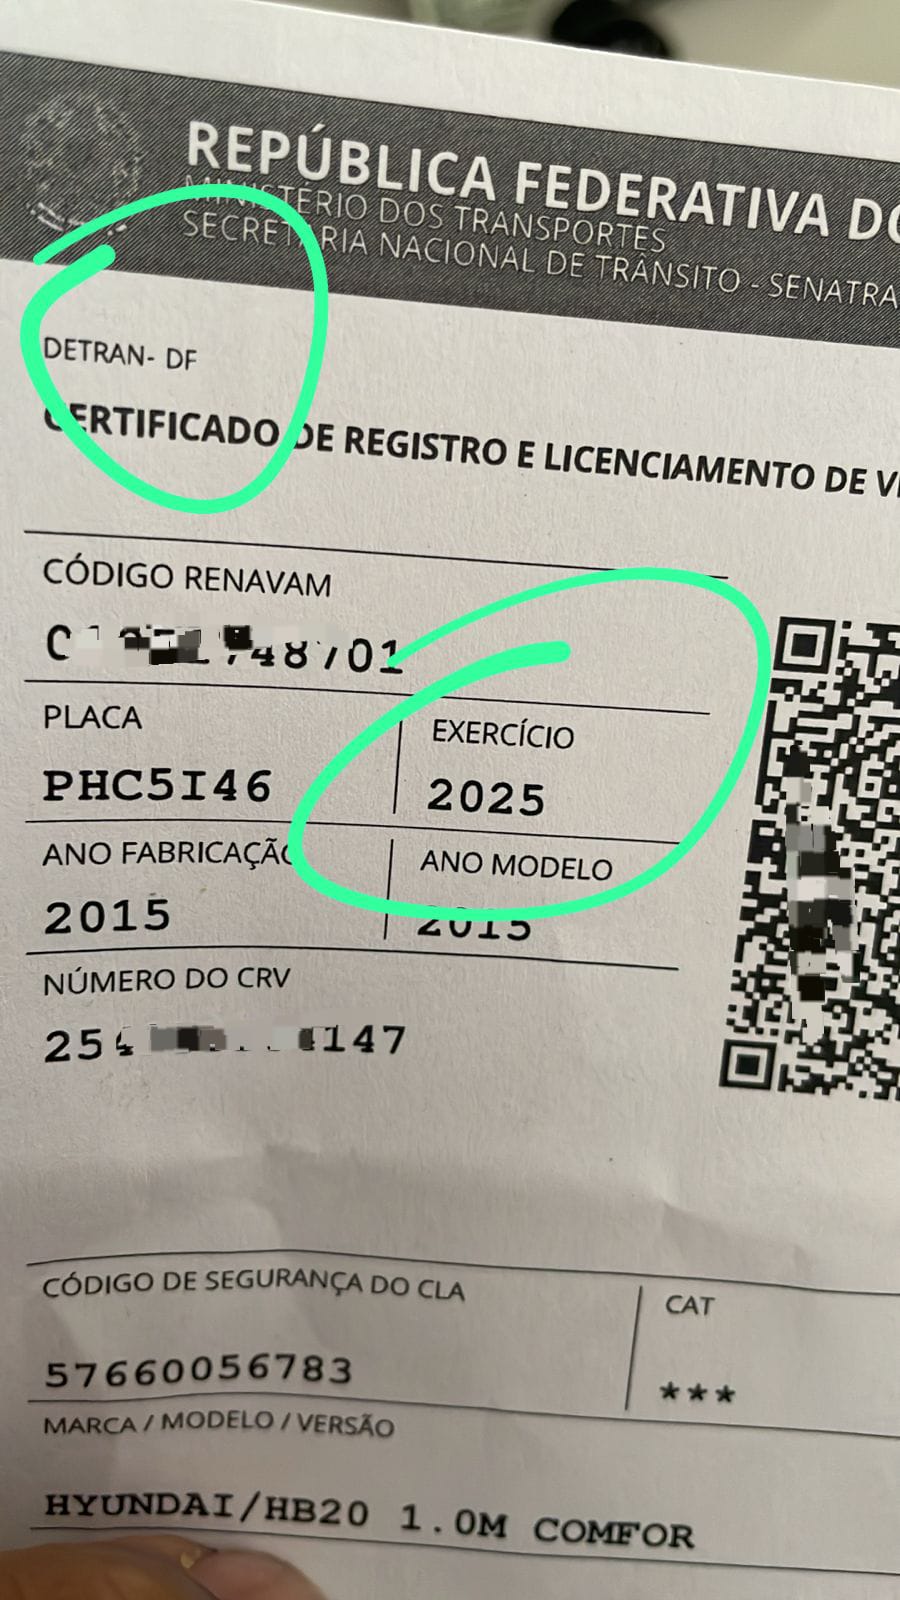 REPÚBLICA FEDERATIVA DO
MINISTÉRIO DOS TRANSPORTES
SECRETARIA NACIONAL DE TRÂNSITO - SENATRA
DETRAN- DF
CERTIFICADO DE REGISTRO E LICENCIAMENTO DE
CÓDIGO RENAVAM
PLACA
EXERCÍCIO
PHC5I46
2025
ANO FABRICAÇÃO
ANO MODELO
2015
2015
NÚMERO DO CRV
CÓDIGO DE SEGURANÇA DO CLA
CAT
57660056783
***
MARCA / MODELO / VERSÃO
HYUNDAI/HB20 1.0M COMFOR